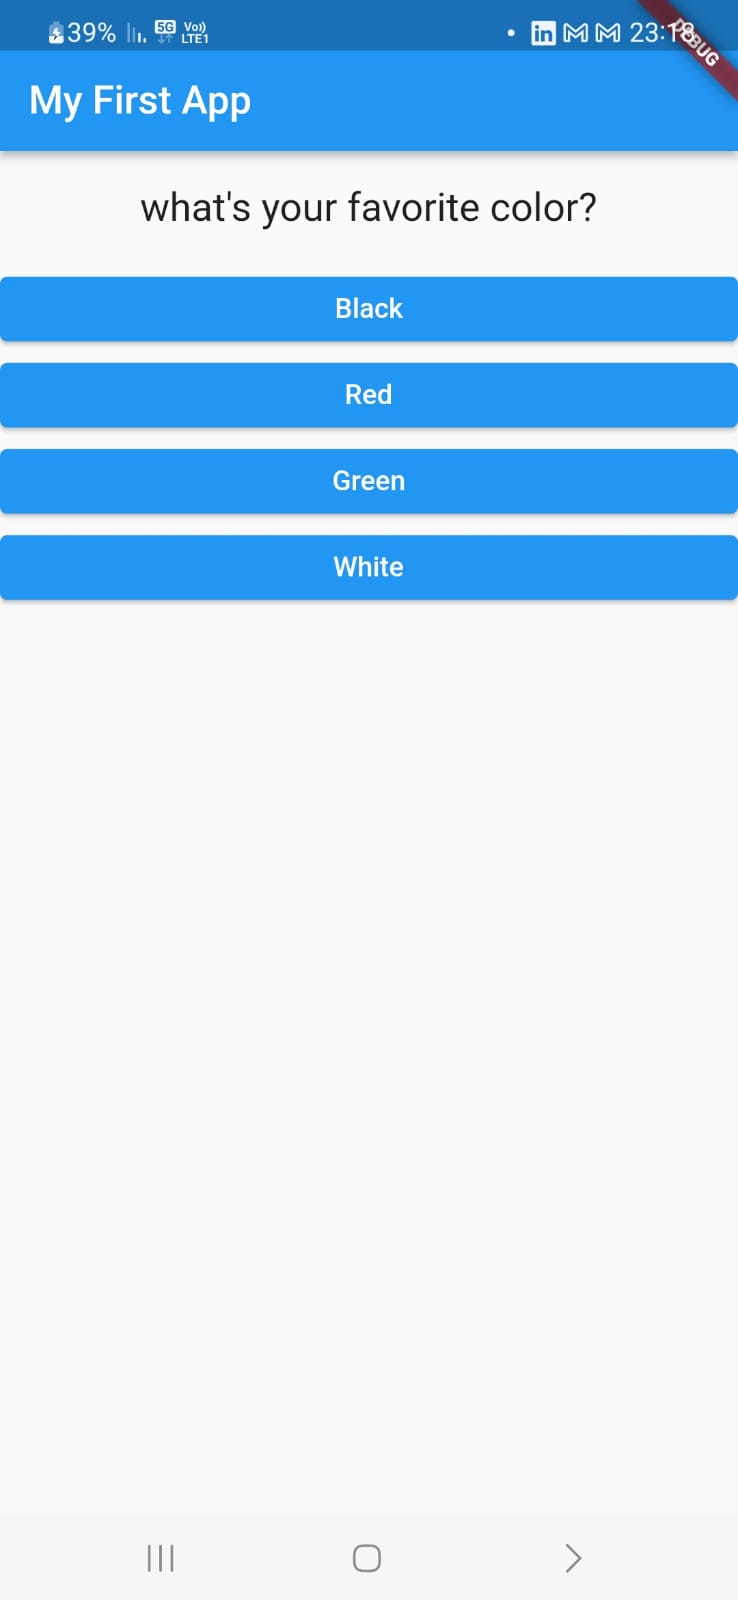 39% 5G Vo)) LTE1
in M M 23:18
DEBUG
My First App
what's your favorite color?
Black
Red
Green
White